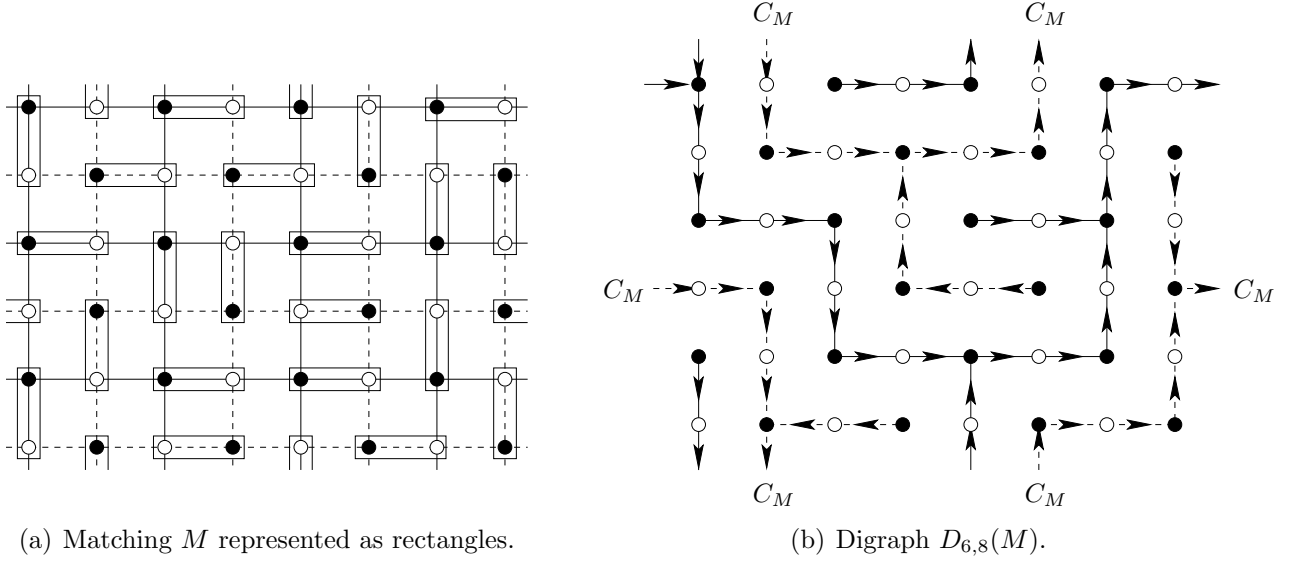 $C_M$ $C_M$
$C_M$ $C_M$
$C_M$ $C_M$
(a) Matching $M$ represented as rectangles. (b) Digraph $D_{6,8}(M)$.